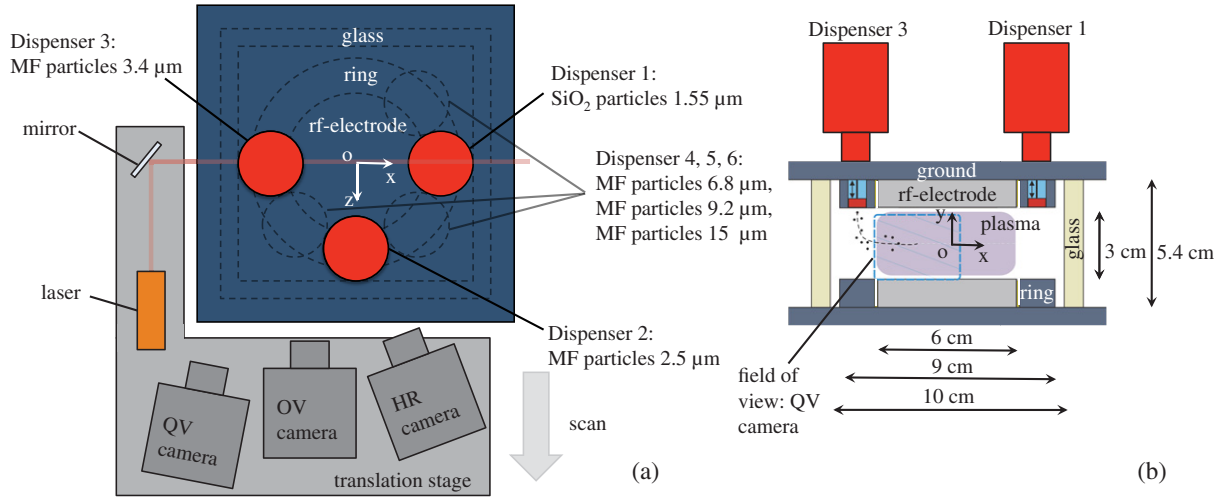 Dispenser 3:
MF particles 3.4 µm
glass
ring
rf-electrode
Dispenser 1:
SiO₂ particles 1.55 µm
mirror
o
x
z
Dispenser 4, 5, 6:
MF particles 6.8 µm,
MF particles 9.2 µm,
MF particles 15 µm
laser
Dispenser 2:
MF particles 2.5 µm
QV
camera
OV
camera
HR
camera
scan
translation stage
(a)
Dispenser 3
Dispenser 1
ground
rf-electrode
y
plasma
o
x
glass
3 cm
5.4 cm
ring
6 cm
9 cm
10 cm
field of
view: QV
camera
(b)